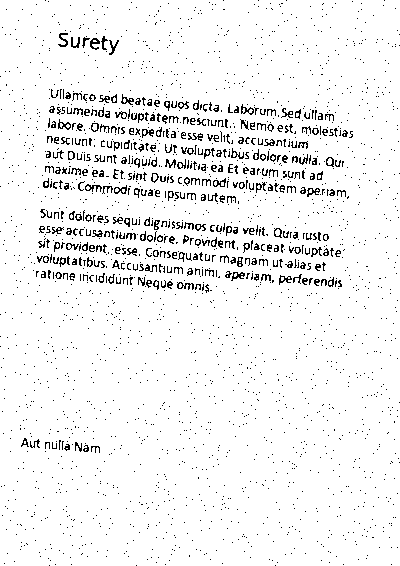 Surety
Ullamco sed beatae quos dicta. Laborum. Sed ullam
assumenda voluptatem nesciunt. Nemo est, molestias
labore. Omnis expedita esse velit, accusantium
nesciunt, cupiditate. Ut voluptatibus dolore nulla. Qui
aut Duis sunt aliquid. Mollitia ea Et earum sunt ad
maxime ea. Et sint Duis commodi voluptatem aperiam,
dicta. Commodi quae ipsum autem.
Sunt dolores sequi dignissimos culpa velit. Quia iusto
esse accusantium dolore. Provident, placeat voluptate
sit provident, esse. Consequatur magnam ut alias et
voluptatibus. Accusantium animi, aperiam, perferendis
ratione incididunt Neque omnis.
Aut nulla Nam